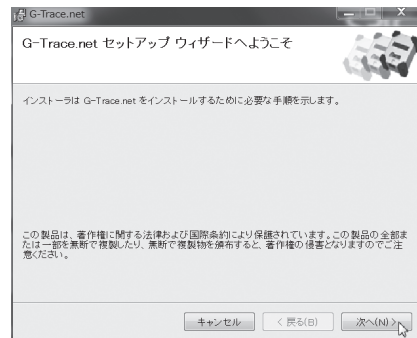 G-Trace.net
G-Trace.net セットアップ ウィザードへようこそ
インストーラは G-Trace.net をインストールするために必要な手順を示します。
この製品は、著作権に関する法律および国際条約により保護されています。この製品の全部ま
たは一部を無断で複製したり、無断で複製物を頒布すると、著作権の侵害となりますのでご注
意ください。
キャンセル
< 戻る(B)
次へ(N) >